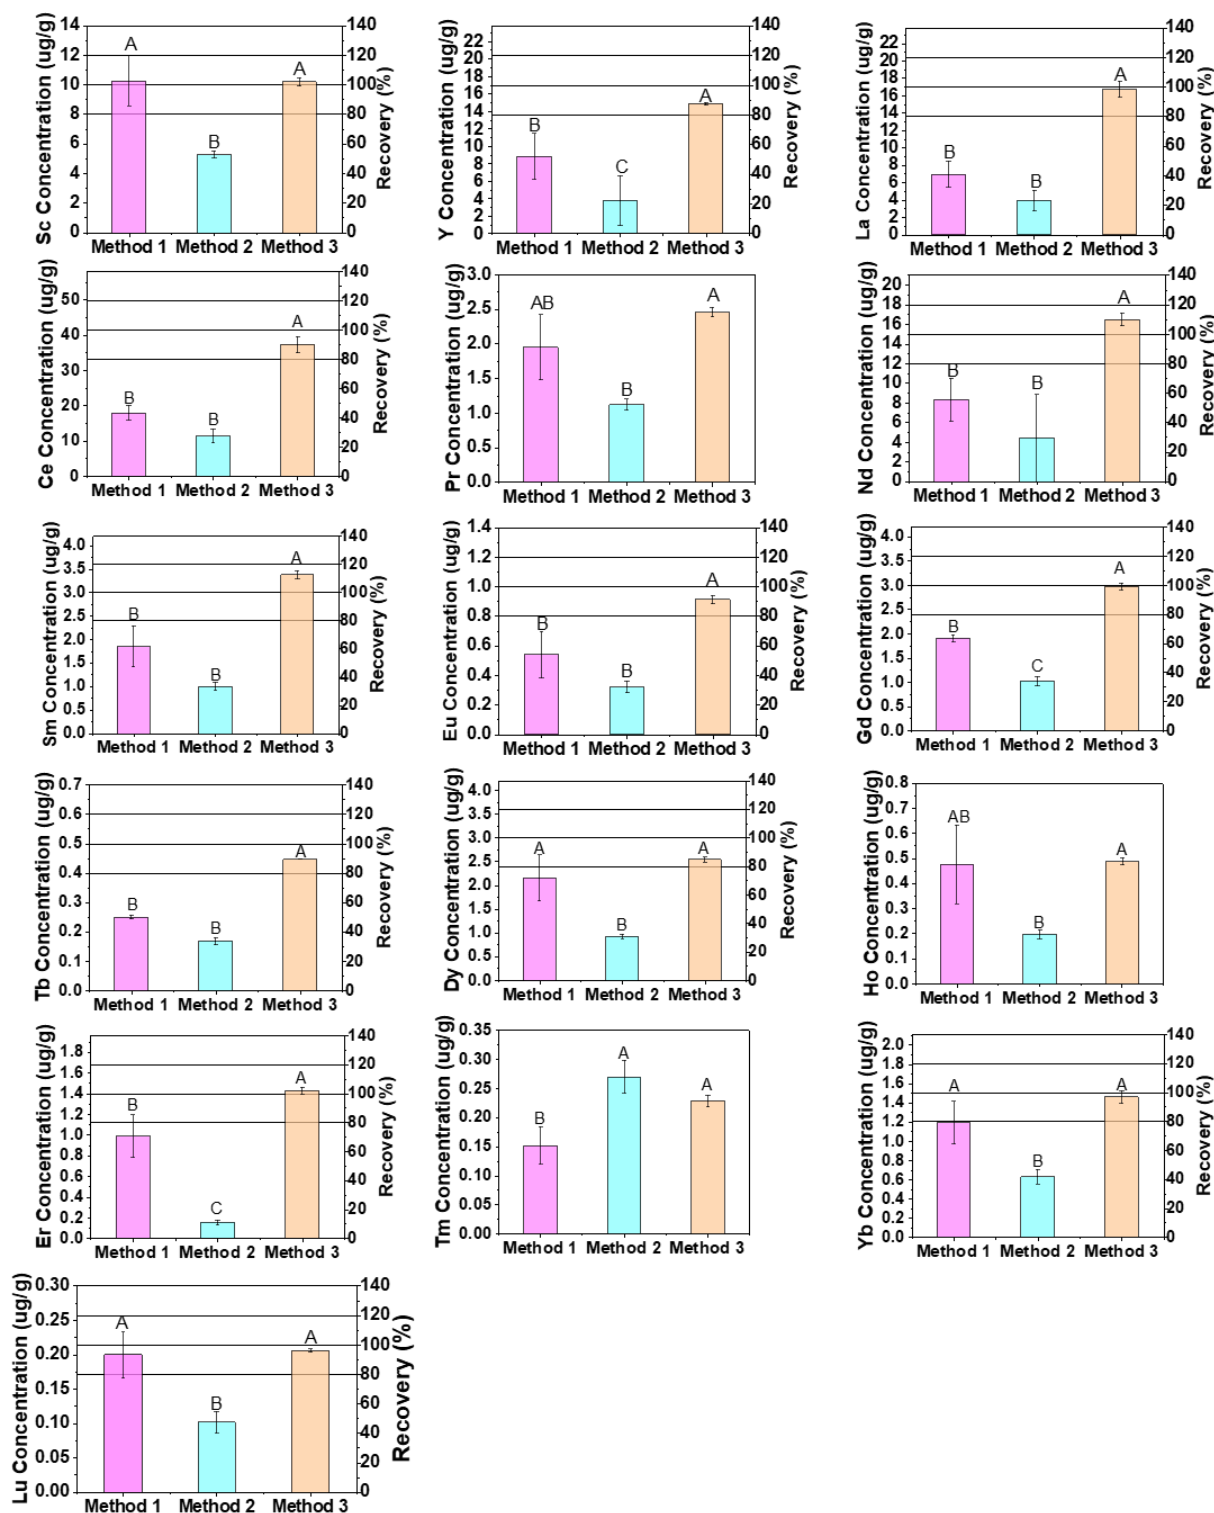 Sc Concentration (ug/g)
14
12
10
8
6
4
2
0
A
B
A
Method 1 Method 2 Method 3
140
120
100
80
60
40
20
0
Recovery (%)
Y Concentration (ug/g)
24
22
20
18
16
14
12
10
8
6
4
2
0
B
C
A
Method 1 Method 2 Method 3
140
120
100
80
60
40
20
0
Recovery (%)
La Concentration (ug/g)
22
20
18
16
14
12
10
8
6
4
2
0
B
B
A
Method 1 Method 2 Method 3
140
120
100
80
60
40
20
0
Recovery (%)
Ce Concentration (ug/g)
50
40
30
20
10
0
B
B
A
Method 1 Method 2 Method 3
140
120
100
80
60
40
20
0
Recovery (%)
Pr Concentration (ug/g)
3.0
2.5
2.0
1.5
1.0
0.5
0.0
AB
B
A
Method 1 Method 2 Method 3
Nd Concentration (ug/g)
20
18
16
14
12
10
8
6
4
2
0
B
B
A
Method 1 Method 2 Method 3
140
120
100
80
60
40
20
0
Recovery (%)
Sm Concentration (ug/g)
4.0
3.5
3.0
2.5
2.0
1.5
1.0
0.5
0.0
B
B
A
Method 1 Method 2 Method 3
140
120
100
80
60
40
20
0
Recovery (%)
Eu Concentration (ug/g)
1.4
1.2
1.0
0.8
0.6
0.4
0.2
0.0
B
B
A
Method 1 Method 2 Method 3
140
120
100
80
60
40
20
0
Recovery (%)
Gd Concentration (ug/g)
4.0
3.5
3.0
2.5
2.0
1.5
1.0
0.5
0.0
B
C
A
Method 1 Method 2 Method 3
140
120
100
80
60
40
20
0
Recovery (%)
Tb Concentration (ug/g)
0.7
0.6
0.5
0.4
0.3
0.2
0.1
0.0
B
B
A
Method 1 Method 2 Method 3
140
120
100
80
60
40
20
0
Recovery (%)
Dy Concentration (ug/g)
4.0
3.5
3.0
2.5
2.0
1.5
1.0
0.5
0.0
A
B
A
Method 1 Method 2 Method 3
140
120
100
80
60
40
20
0
Recovery (%)
Ho Concentration (ug/g)
0.8
0.7
0.6
0.5
0.4
0.3
0.2
0.1
0.0
AB
B
A
Method 1 Method 2 Method 3
Er Concentration (ug/g)
1.8
1.6
1.4
1.2
1.0
0.8
0.6
0.4
0.2
0.0
B
C
A
Method 1 Method 2 Method 3
140
120
100
80
60
40
20
0
Recovery (%)
Tm Concentration (ug/g)
0.35
0.30
0.25
0.20
0.15
0.10
0.05
0.00
B
A
A
Method 1 Method 2 Method 3
Yb Concentration (ug/g)
2.0
1.8
1.6
1.4
1.2
1.0
0.8
0.6
0.4
0.2
0.0
A
B
A
Method 1 Method 2 Method 3
140
120
100
80
60
40
20
0
Recovery (%)
Lu Concentration (ug/g)
0.30
0.25
0.20
0.15
0.10
0.05
0.00
A
B
A
Method 1 Method 2 Method 3
140
120
100
80
60
40
20
0
Recovery (%)